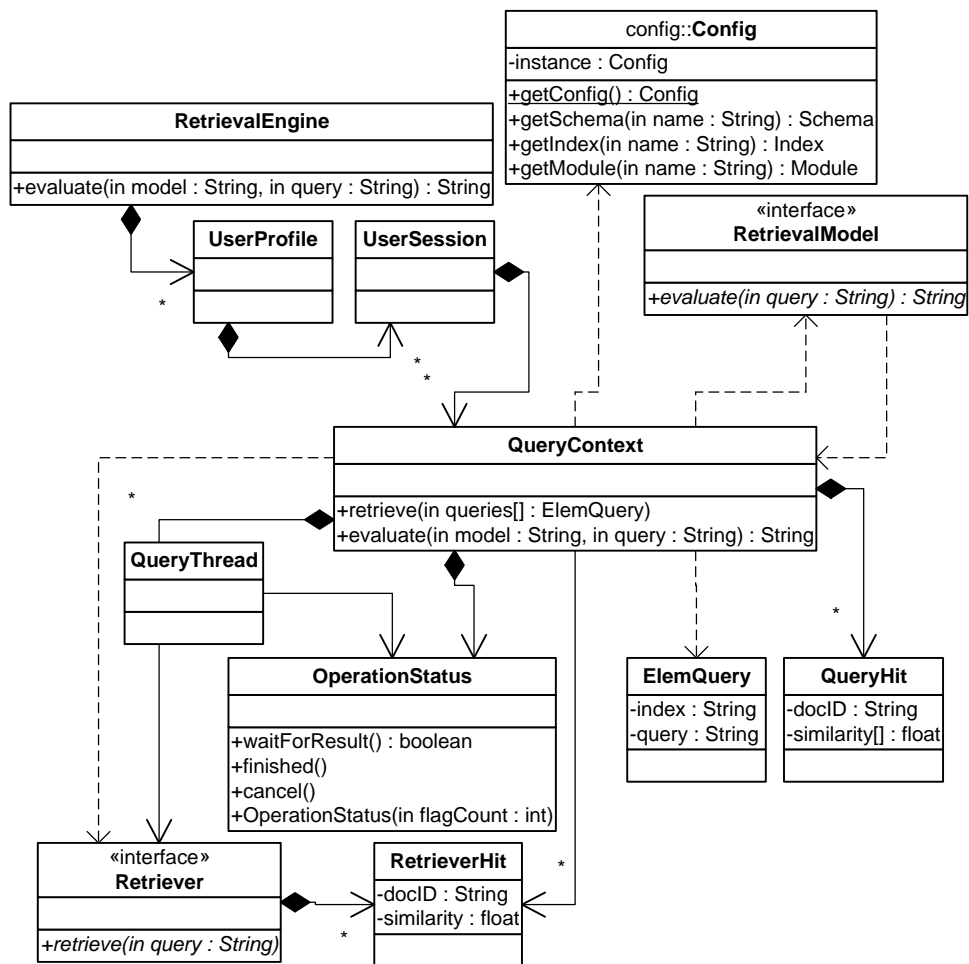 config::Config
-instance : Config
+getConfig() : Config
+getSchema(in name : String) : Schema
+getIndex(in name : String) : Index
+getModule(in name : String) : Module
RetrievalEngine
+evaluate(in model : String, in query : String) : String
«interface»
RetrievalModel
+evaluate(in query : String) : String
UserProfile
UserSession
*
*
*
QueryContext
+retrieve(in queries[] : ElemQuery)
+evaluate(in model : String, in query : String) : String
*
QueryThread
*
OperationStatus
+waitForResult() : boolean
+finished()
+cancel()
+OperationStatus(in flagCount : int)
ElemQuery
-index : String
-query : String
QueryHit
-docID : String
-similarity[] : float
«interface»
Retriever
+retrieve(in query : String)
*
RetrieverHit
-docID : String
-similarity : float
*